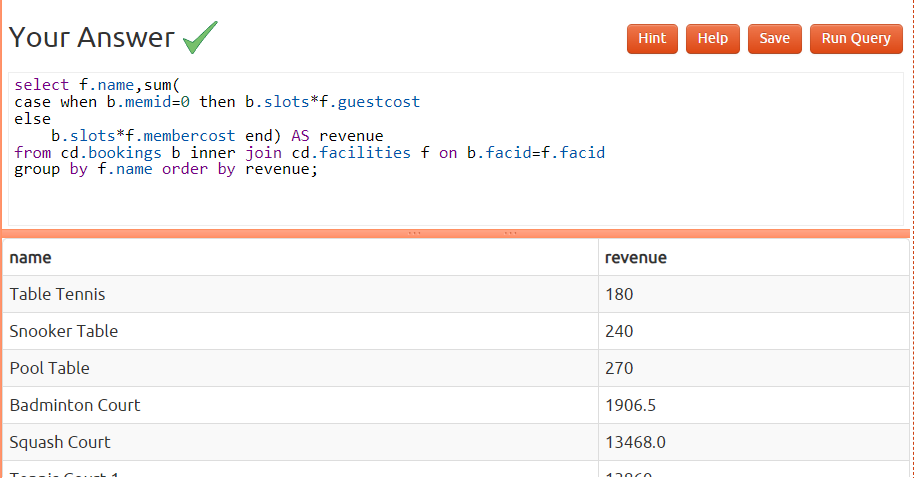 Your Answer
Hint Help Save Run Query
select f.name,sum(
case when b.memid=0 then b.slots*f.guestcost
else
    b.slots*f.membercost end) AS revenue
from cd.bookings b inner join cd.facilities f on b.facid=f.facid
group by f.name order by revenue;
name revenue
Table Tennis 180
Snooker Table 240
Pool Table 270
Badminton Court 1906.5
Squash Court 13468.0